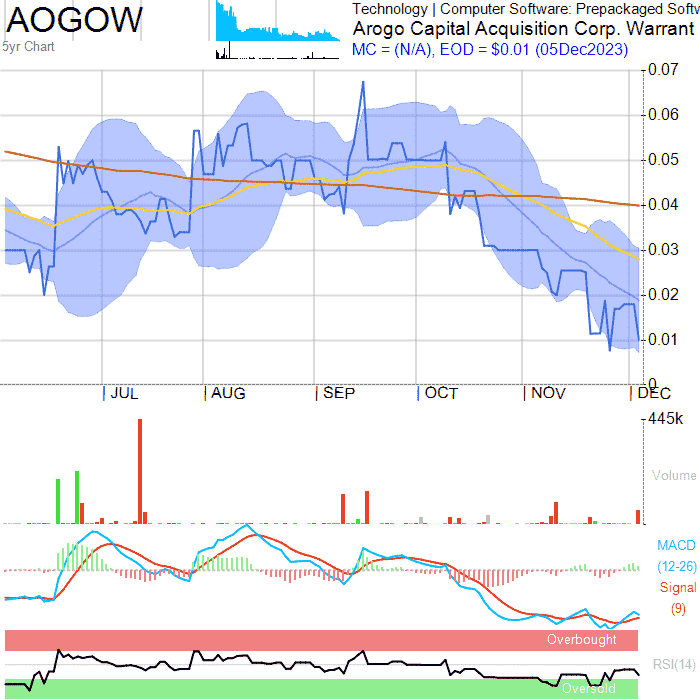 AOGOW
5yr Chart
Technology | Computer Software: Prepackaged Softw
Arogo Capital Acquisition Corp. Warrant
MC = (N/A), EOD = $0.01 (05Dec2023)
0.07
0.06
0.05
0.04
0.03
0.02
0.01
0
JUL AUG SEP OCT NOV DEC
445k
Volume
MACD
(12-26)
Signal
(9)
Overbought
RSI(14)
Oversold